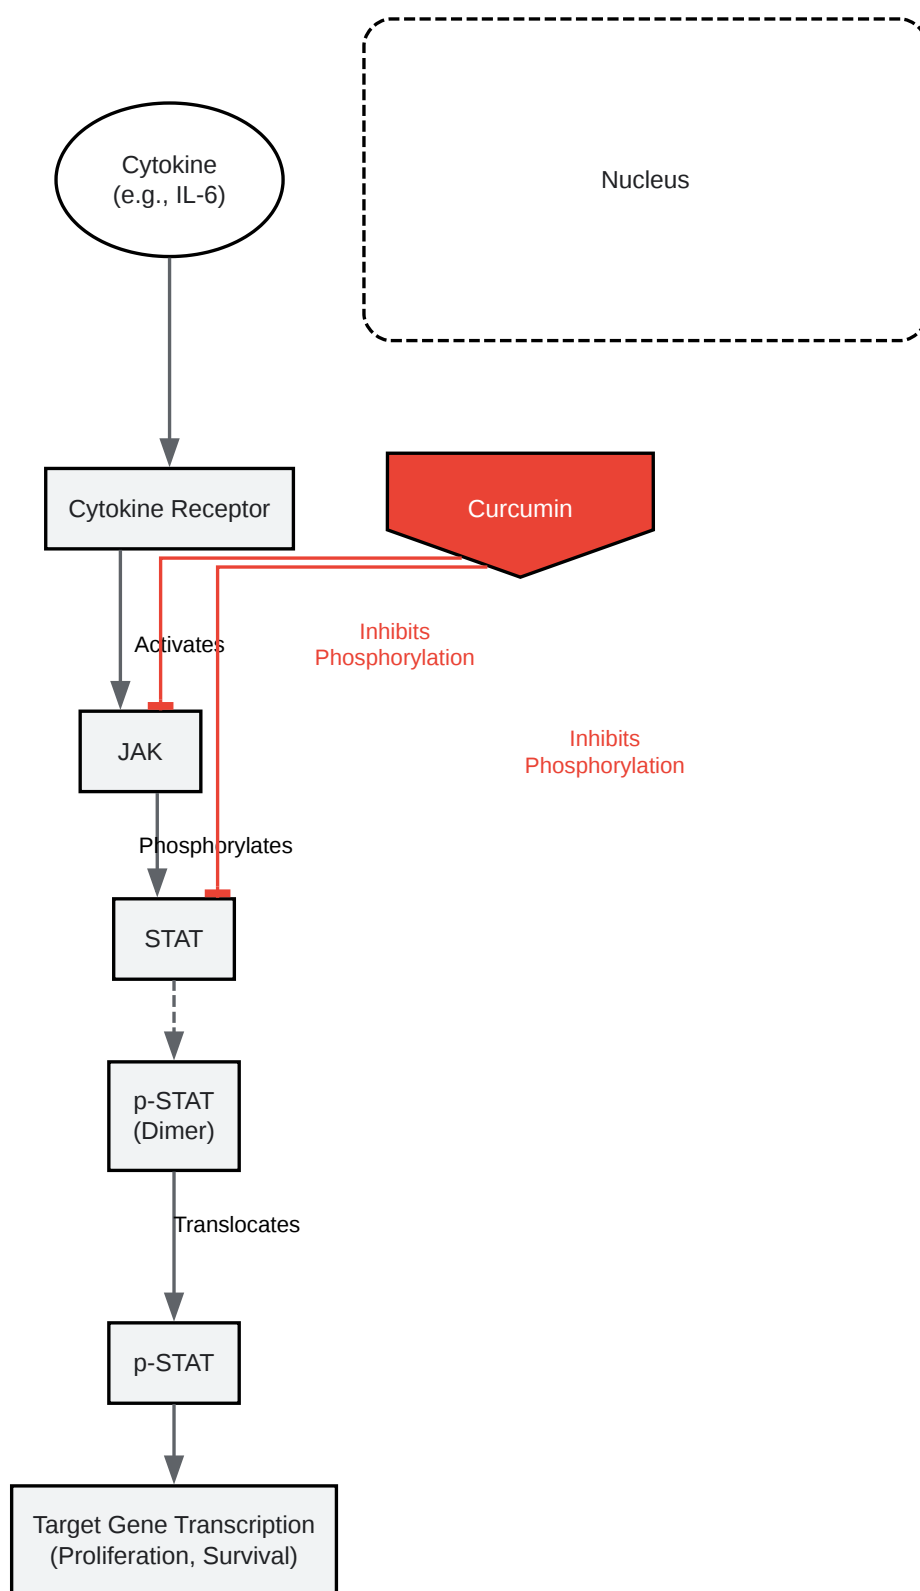 Cytokine
(e.g., IL-6)
Nucleus
Cytokine Receptor
Curcumin
Activates
Inhibits
Phosphorylation
JAK
Inhibits
Phosphorylation
Phosphorylates
STAT
p-STAT
(Dimer)
Translocates
p-STAT
Target Gene Transcription
(Proliferation, Survival)